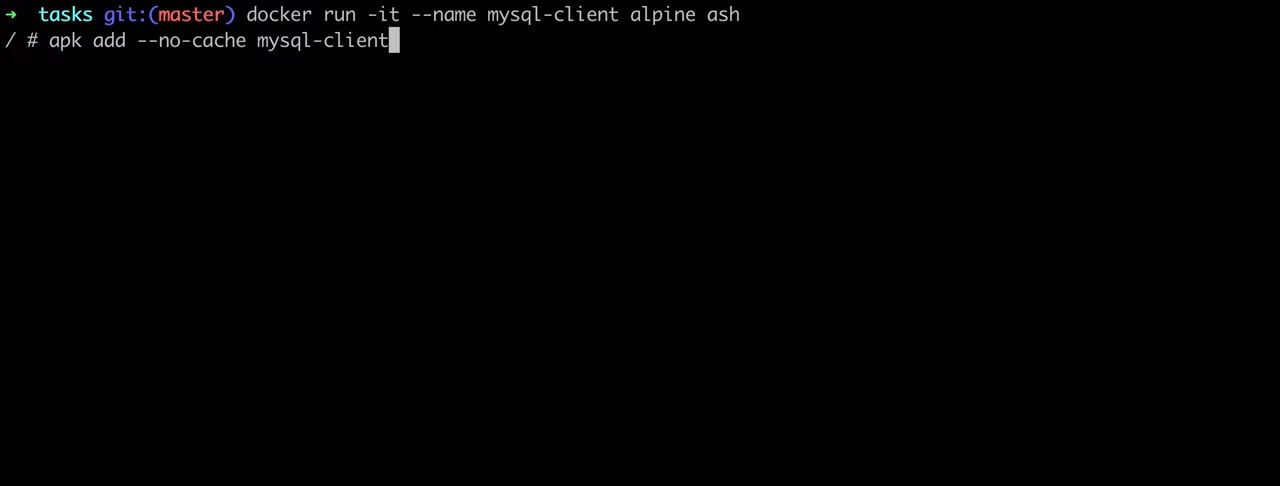 ➜  tasks git:(master) docker run -it --name mysql-client alpine ash
/ # apk add --no-cache mysql-client